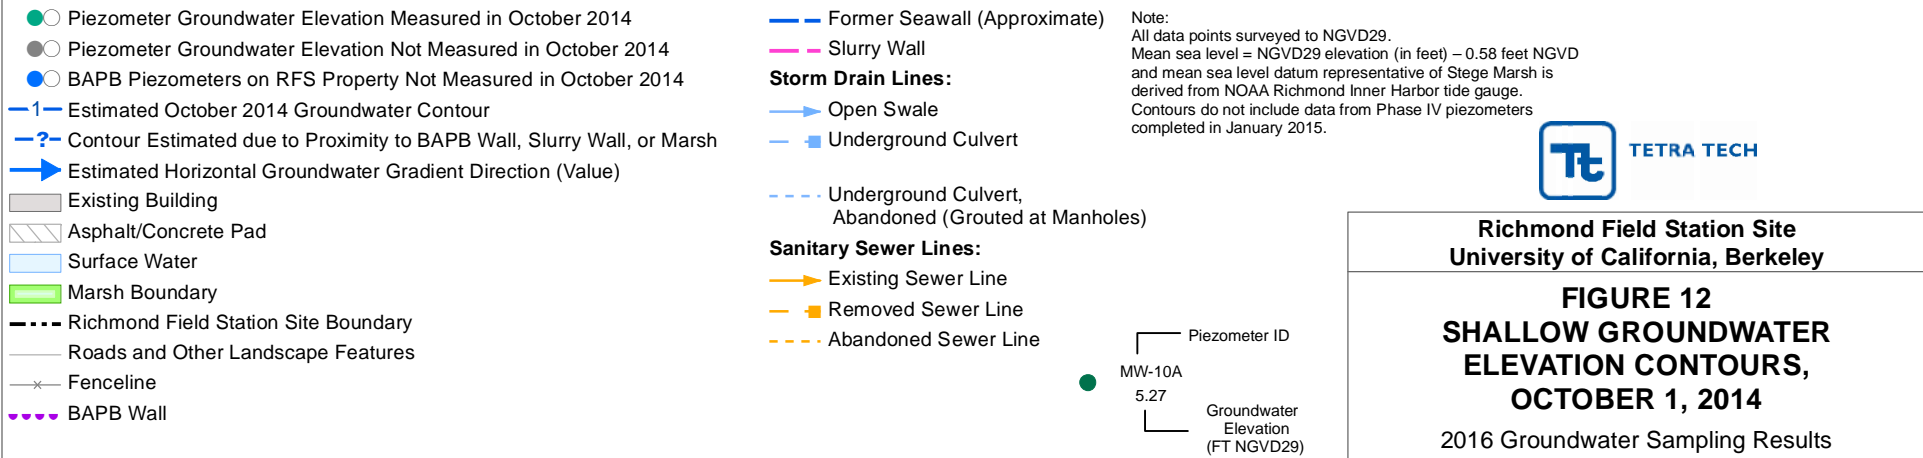 Piezometer Groundwater Elevation Measured in October 2014
Piezometer Groundwater Elevation Not Measured in October 2014
BAPB Piezometers on RFS Property Not Measured in October 2014
1 Estimated October 2014 Groundwater Contour
? Contour Estimated due to Proximity to BAPB Wall, Slurry Wall, or Marsh
Estimated Horizontal Groundwater Gradient Direction (Value)
Existing Building
Asphalt/Concrete Pad
Surface Water
Marsh Boundary
Richmond Field Station Site Boundary
Roads and Other Landscape Features
Fenceline
BAPB Wall
Former Seawall (Approximate)
Slurry Wall
Storm Drain Lines:
Open Swale
Underground Culvert
Underground Culvert,
Abandoned (Grouted at Manholes)
Sanitary Sewer Lines:
Existing Sewer Line
Removed Sewer Line
Abandoned Sewer Line
Note:
All data points surveyed to NGVD29.
Mean sea level = NGVD29 elevation (in feet) – 0.58 feet NGVD
and mean sea level datum representative of Stege Marsh is
derived from NOAA Richmond Inner Harbor tide gauge.
Contours do not include data from Phase IV piezometers
completed in January 2015.
Piezometer ID
MW-10A
5.27
Groundwater
Elevation
(FT NGVD29)
Tt TETRA TECH
Richmond Field Station Site
University of California, Berkeley
FIGURE 12
SHALLOW GROUNDWATER
ELEVATION CONTOURS,
OCTOBER 1, 2014
2016 Groundwater Sampling Results